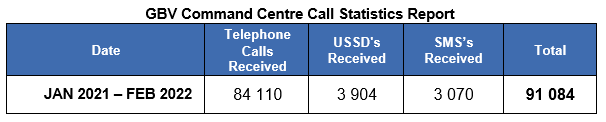 GBV Command Centre Call Statistics Report
Date
Telephone
Calls
Received
USSD's
Received
SMS's
Received
Total
JAN 2021 – FEB 2022 84 110 3 904 3 070 91 084